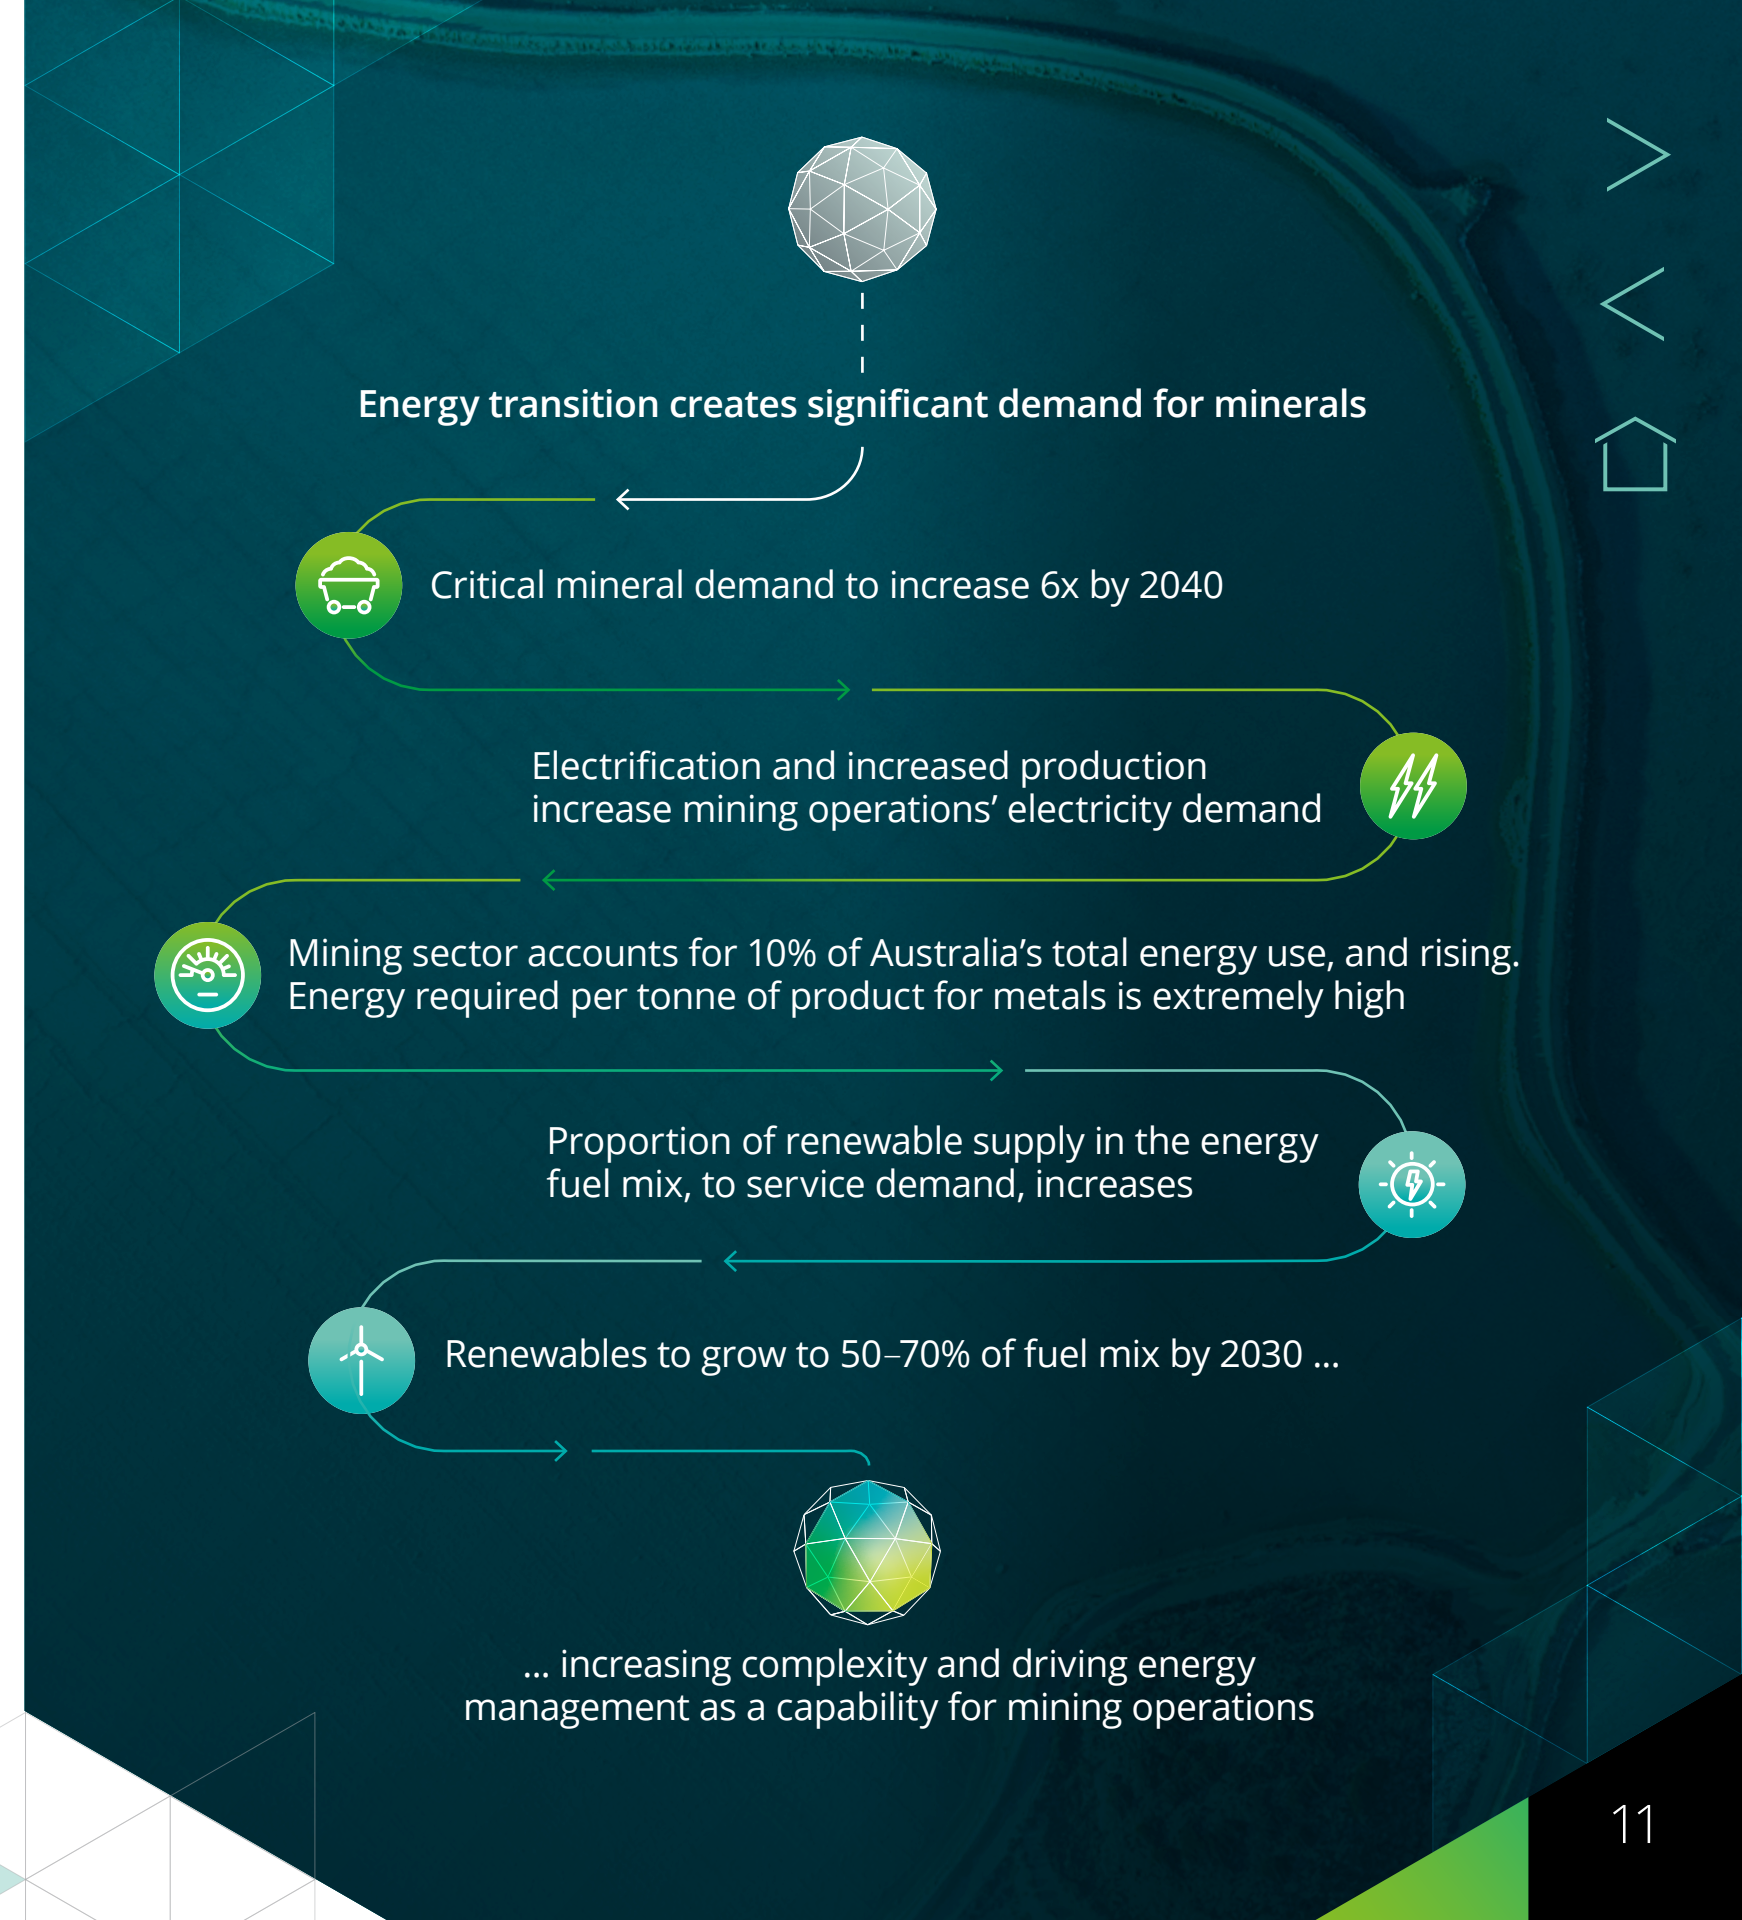 Energy transition creates significant demand for minerals
Critical mineral demand to increase 6x by 2040
Electrification and increased production
increase mining operations’ electricity demand
Mining sector accounts for 10% of Australia’s total energy use, and rising.
Energy required per tonne of product for metals is extremely high
Proportion of renewable supply in the energy
fuel mix, to service demand, increases
Renewables to grow to 50–70% of fuel mix by 2030 ...
... increasing complexity and driving energy
management as a capability for mining operations
11